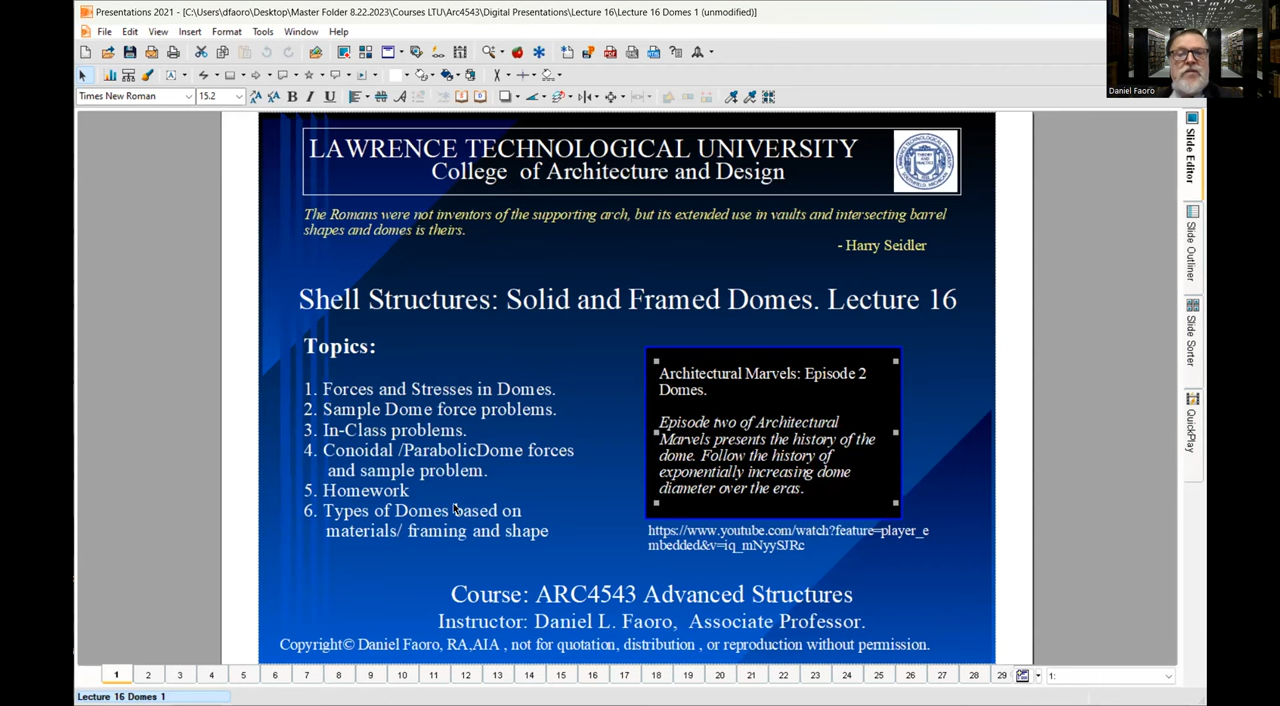 Presentations 2021 - [C:\Users\dfaoro\Desktop\Master Folder 8.22.2023\Courses LTU\Arc4543\Digital Presentations\Lecture 16\Lecture 16 Domes 1 (unmodified)]
File Edit View Insert Format Tools Window Help
Times New Roman 15.2
Daniel Faoro
LAWRENCE TECHNOLOGICAL UNIVERSITY
College of Architecture and Design
The Romans were not inventors of the supporting arch, but its extended use in vaults and intersecting barrel
shapes and domes is theirs.
- Harry Seidler
Shell Structures: Solid and Framed Domes. Lecture 16
Topics:
1. Forces and Stresses in Domes.
2. Sample Dome force problems.
3. In-Class problems.
4. Conoidal /ParabolicDome forces
and sample problem.
5. Homework
6. Types of Domes based on
materials/ framing and shape
Architectural Marvels: Episode 2
Domes.
Episode two of Architectural
Marvels presents the history of the
dome. Follow the history of
exponentially increasing dome
diameter over the eras.
https://www.youtube.com/watch?feature=player_e
mbedded&v=iq_mNyySJRc
Course: ARC4543 Advanced Structures
Instructor: Daniel L. Faoro, Associate Professor.
Copyright© Daniel Faoro, RA,AIA , not for quotation, distribution , or reproduction without permission.
Slide Editor
Slide Outliner
Slide Sorter
QuickPlay
1 2 3 4 5 6 7 8 9 10 11 12 13 14 15 16 17 18 19 20 21 22 23 24 25 26 27 28 29 1:
Lecture 16 Domes 1